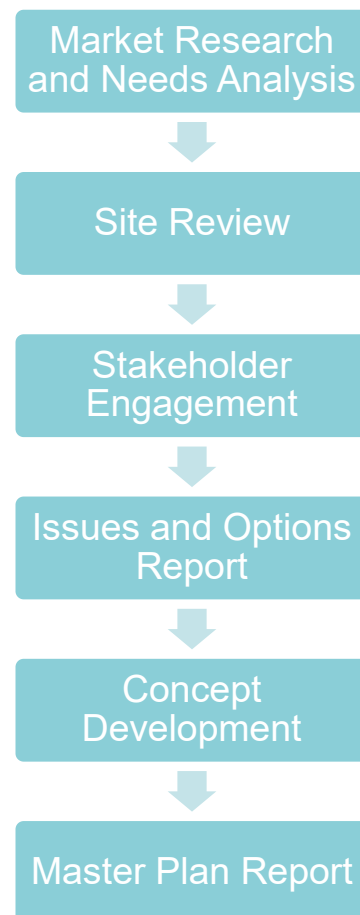 Market Research
and Needs Analysis
Site Review
Stakeholder
Engagement
Issues and Options
Report
Concept
Development
Master Plan Report